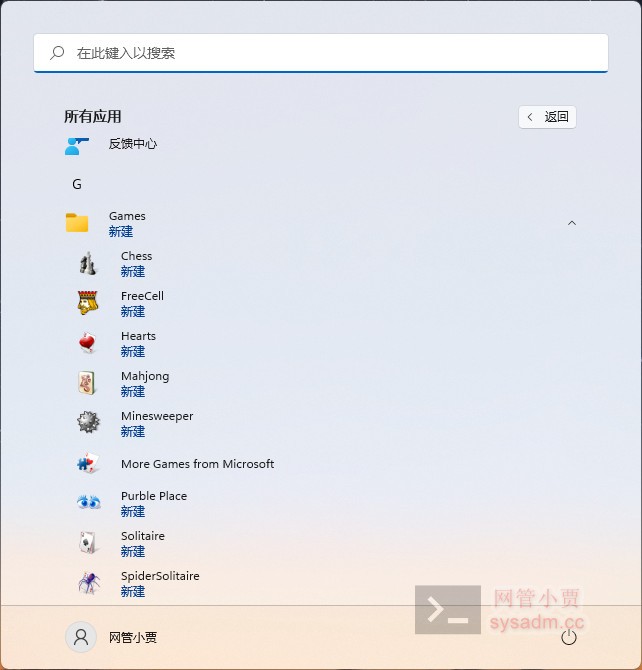 在此键入以搜索
所有应用
返回
反馈中心
G
Games
新建
Chess
新建
FreeCell
新建
Hearts
新建
Mahjong
新建
Minesweeper
新建
More Games from Microsoft
Purble Place
新建
Solitaire
新建
SpiderSolitaire
新建
网管小贾
sysadm.cc
网管小贾